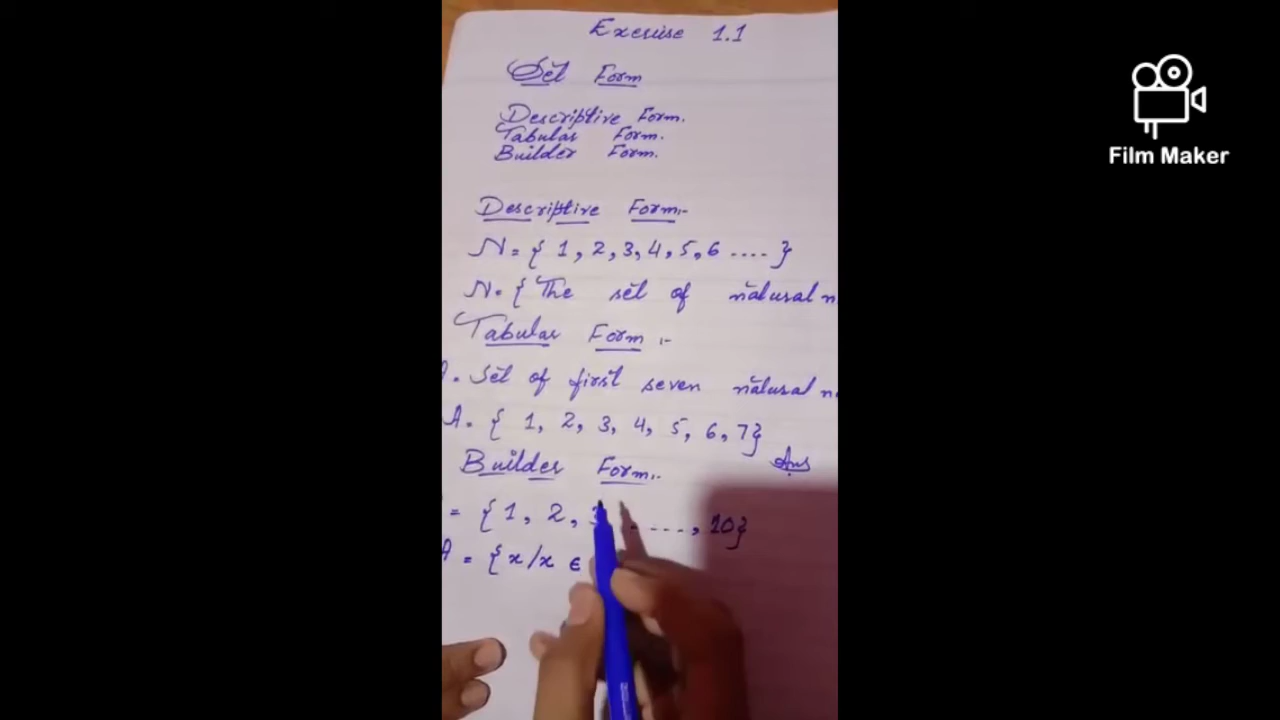 Exercise 1.1
Set Form
Descriptive Form.
Tabular Form.
Builder Form.
Descriptive Form:-
N = { 1, 2, 3, 4, 5, 6 .... }
N = { The set of natural n
Tabular Form :-
A = Set of first seven natural n
A = { 1, 2, 3, 4, 5, 6, 7}
Ans
Builder Form:-
= { 1, 2, 3, ...., 10}
A = { x/x ∈
Film Maker